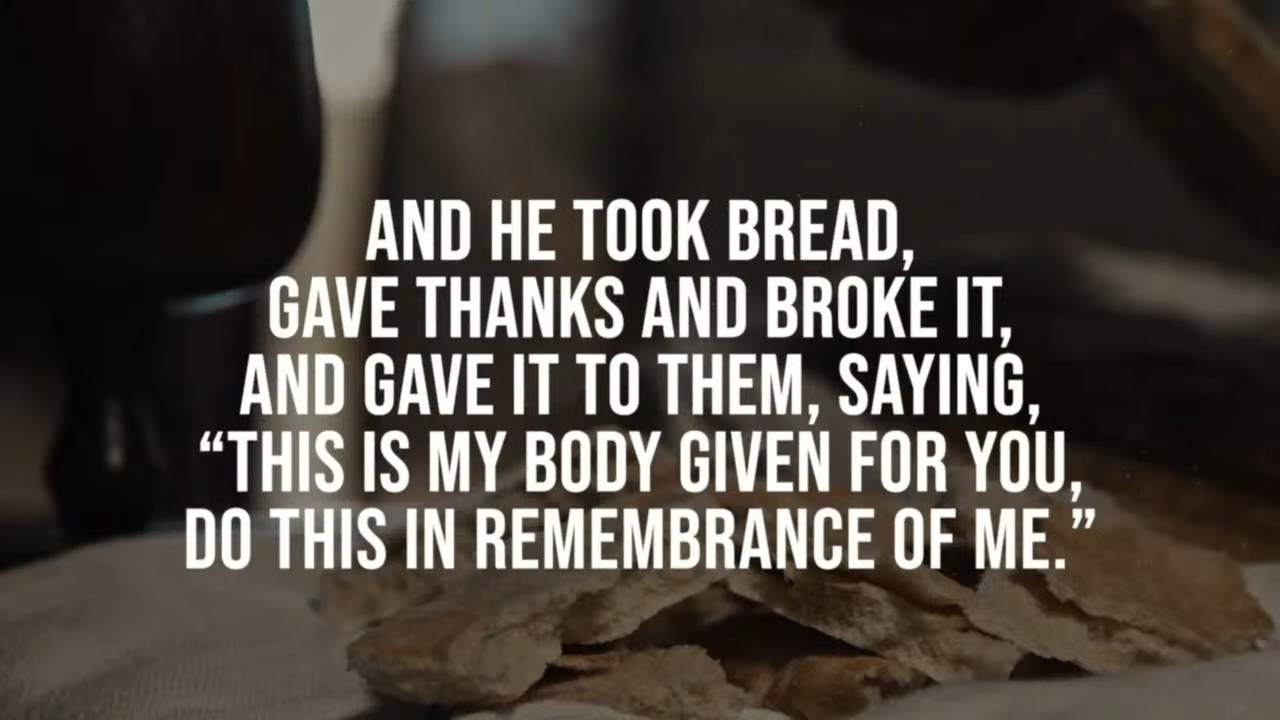 AND HE TOOK BREAD,
GAVE THANKS AND BROKE IT,
AND GAVE IT TO THEM, SAYING,
“THIS IS MY BODY GIVEN FOR YOU,
DO THIS IN REMEMBRANCE OF ME.”